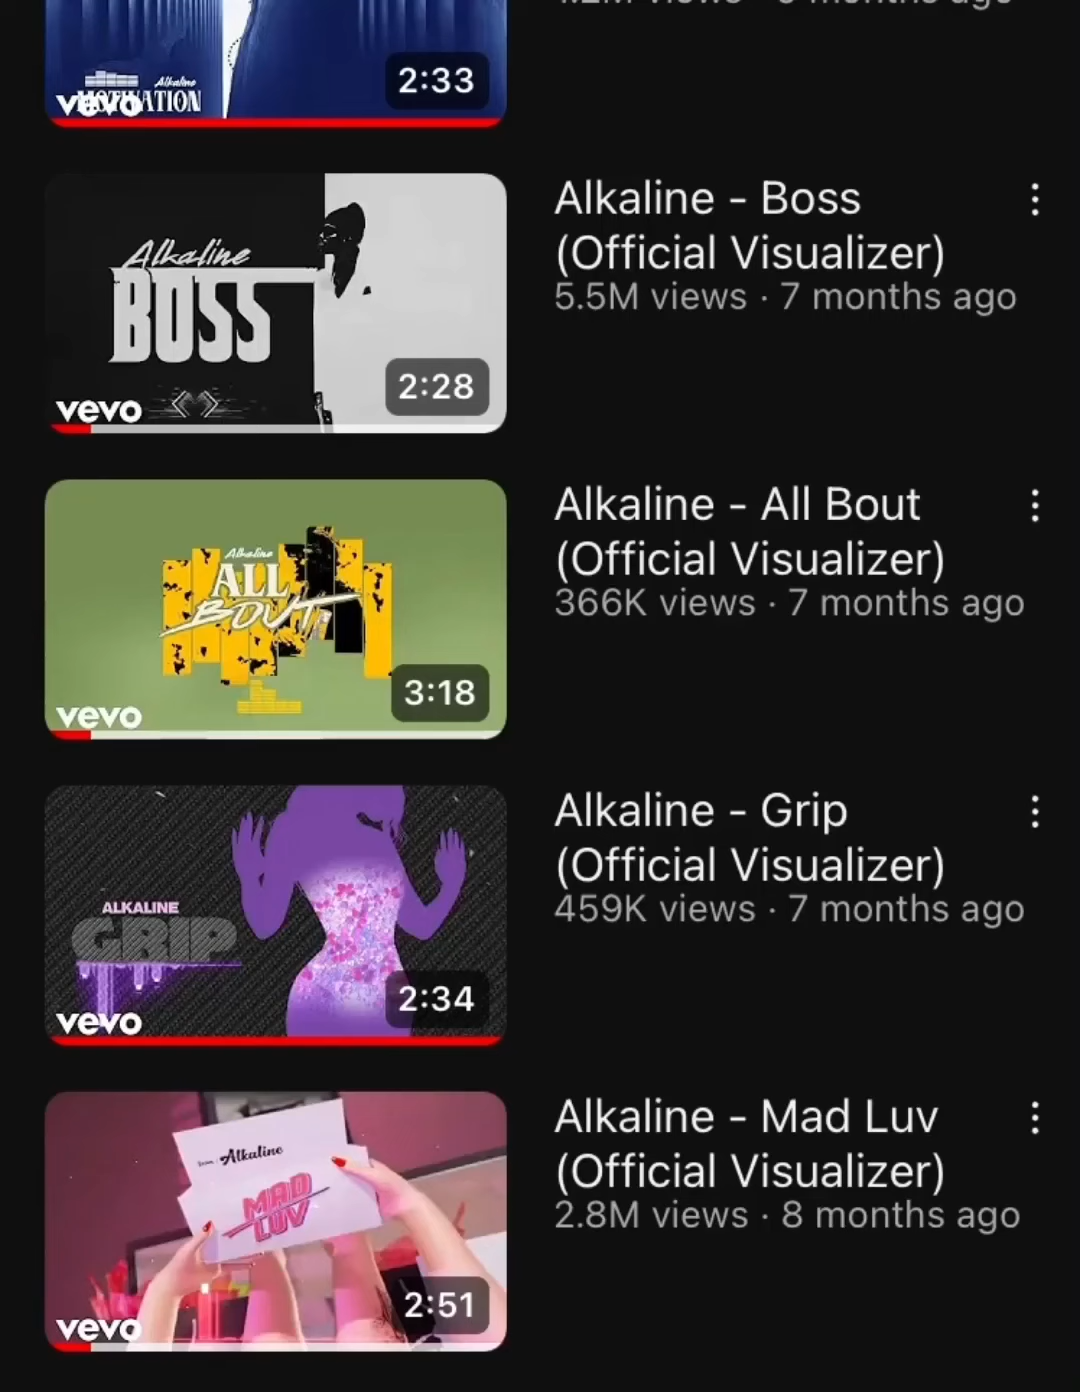 Alkaline
MOTIVATION
vevo
2:33
Alkaline
BOSS
vevo
2:28
Alkaline - Boss
(Official Visualizer)
5.5M views · 7 months ago
Alkaline
ALL
BOUT
vevo
3:18
Alkaline - All Bout
(Official Visualizer)
366K views · 7 months ago
ALKALINE
GRIP
vevo
2:34
Alkaline - Grip
(Official Visualizer)
459K views · 7 months ago
Alkaline
MAD
LUV
vevo
2:51
Alkaline - Mad Luv
(Official Visualizer)
2.8M views · 8 months ago